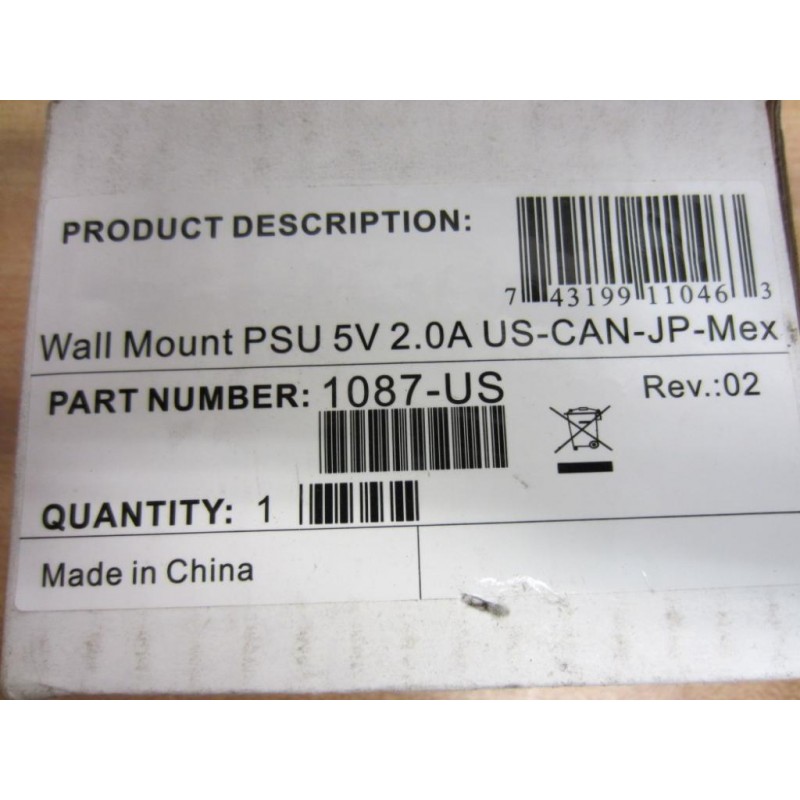 PRODUCT DESCRIPTION:
7 43199 11046 3
Wall Mount PSU 5V 2.0A US-CAN-JP-Mex
PART NUMBER: 1087-US
Rev.:02
QUANTITY: 1
Made in China